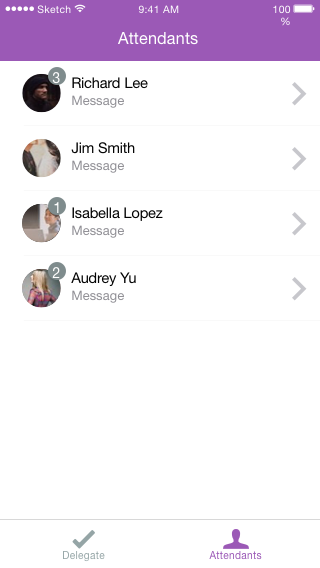 Sketch 9:41 AM 100
%
Attendants
3
Richard Lee
Message
Jim Smith
Message
1
Isabella Lopez
Message
2
Audrey Yu
Message
Delegate Attendants